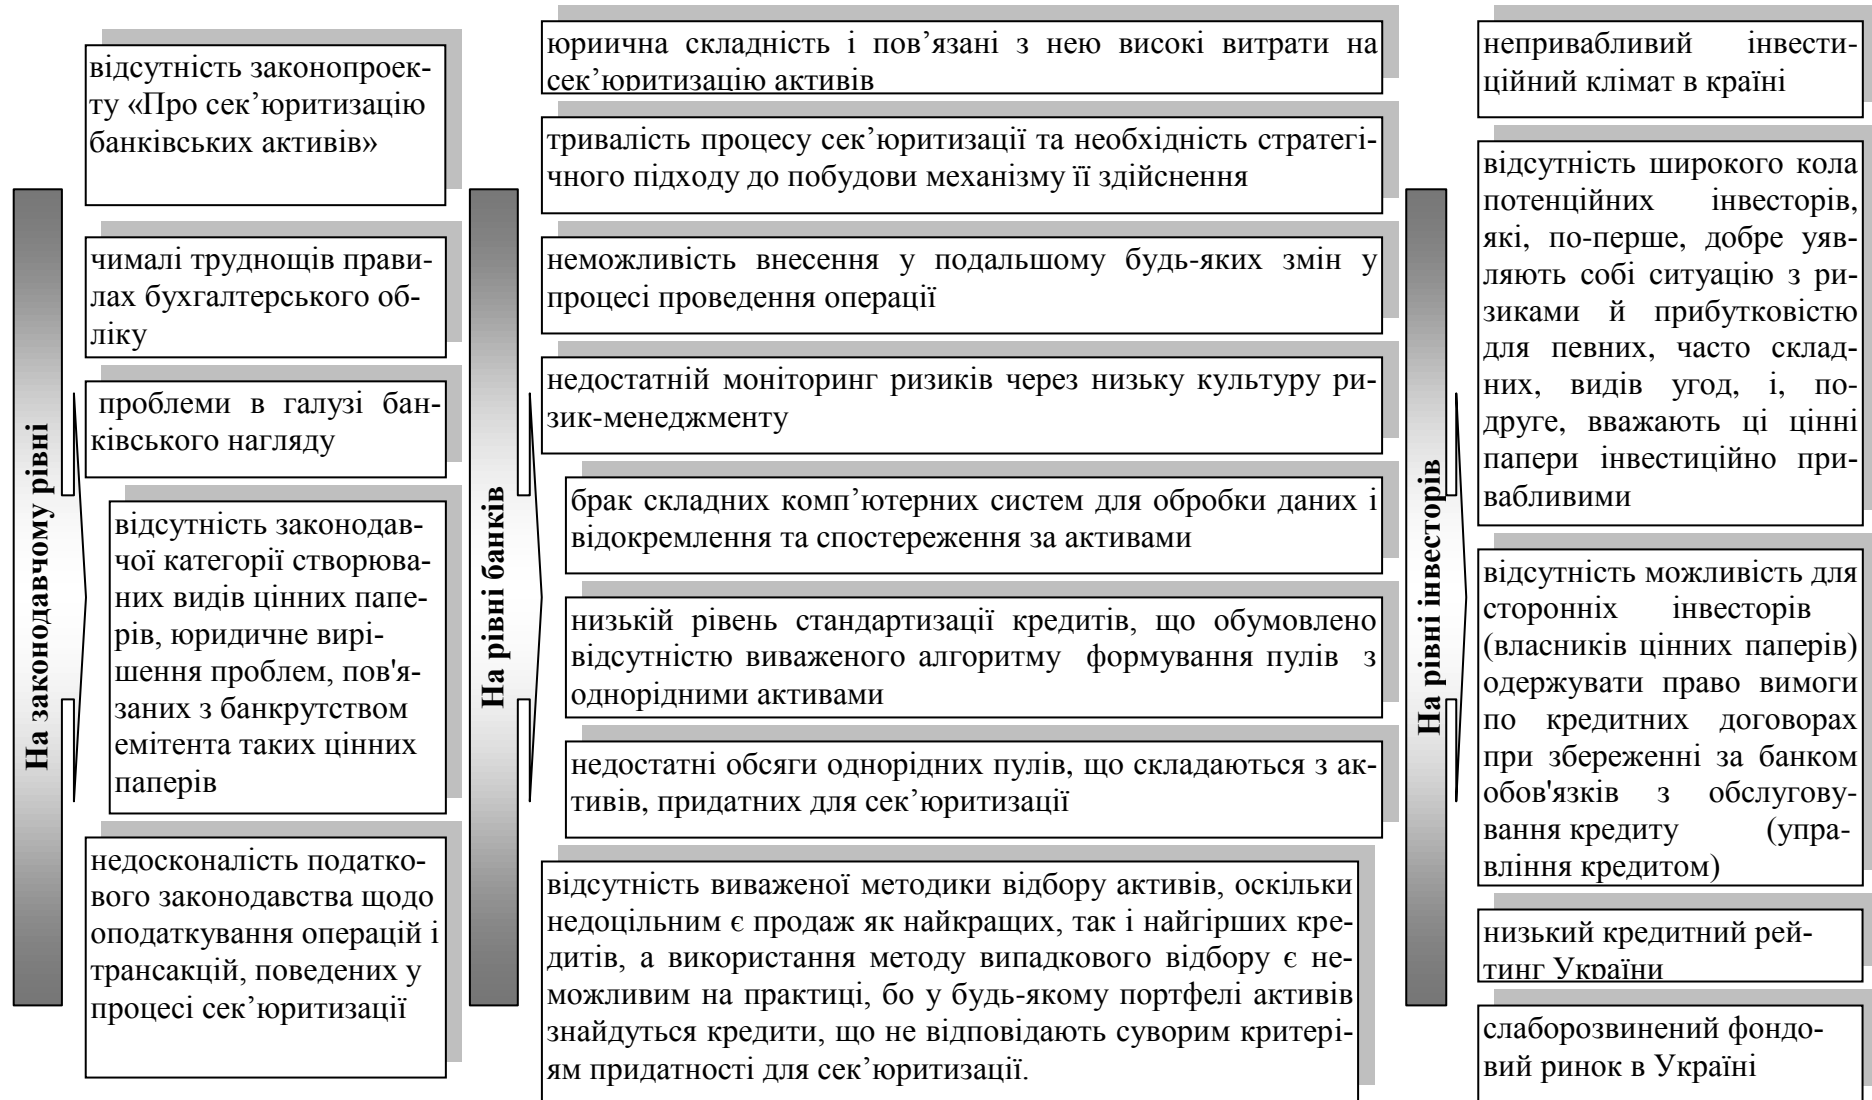 На законодавчому рівні
відсутність законопроек-
ту «Про сек’юритизацію
банківських активів»
чималі труднощів прави-
лах бухгалтерського об-
ліку
проблеми в галузі бан-
ківського нагляду
відсутність законодав-
чої категорії створюва-
них видів цінних папе-
рів, юридичне вирі-
шення проблем, пов'я-
заних з банкрутством
емітента таких цінних
паперів
недосконалість податко-
вого законодавства щодо
оподаткування операцій і
трансакцій, поведених у
процесі сек’юритизації
На рівні банків
юриична складність і пов’язані з нею високі витрати на
сек’юритизацію активів
тривалість процесу сек’юритизації та необхідність стратегі-
чного підходу до побудови механізму її здійснення
неможливість внесення у подальшому будь-яких змін у
процесі проведення операції
недостатній моніторинг ризиків через низьку культуру ри-
зик-менеджменту
брак складних комп’ютерних систем для обробки даних і
відокремлення та спостереження за активами
низькій рівень стандартизації кредитів, що обумовлено
відсутністю виваженого алгоритму формування пулів з
однорідними активами
недостатні обсяги однорідних пулів, що складаються з ак-
тивів, придатних для сек’юритизації
відсутність виваженої методики відбору активів, оскільки
недоцільним є продаж як найкращих, так і найгірших кре-
дитів, а використання методу випадкового відбору є не-
можливим на практиці, бо у будь-якому портфелі активів
знайдуться кредити, що не відповідають суворим критері-
ям придатності для сек’юритизації.
На рівні інвесторів
непривабливий інвести-
ційний клімат в країні
відсутність широкого кола
потенційних інвесторів,
які, по-перше, добре уяв-
ляють собі ситуацію з ри-
зиками й прибутковістю
для певних, часто склад-
них, видів угод, і, по-
друге, вважають ці цінні
папери інвестиційно при-
вабливими
відсутність можливість для
сторонніх інвесторів
(власників цінних паперів)
одержувати право вимоги
по кредитних договорах
при збереженні за банком
обов'язків з обслугову-
вання кредиту (упра-
вління кредитом)
низький кредитний рей-
тинг України
слаборозвинений фондо-
вий ринок в Україні